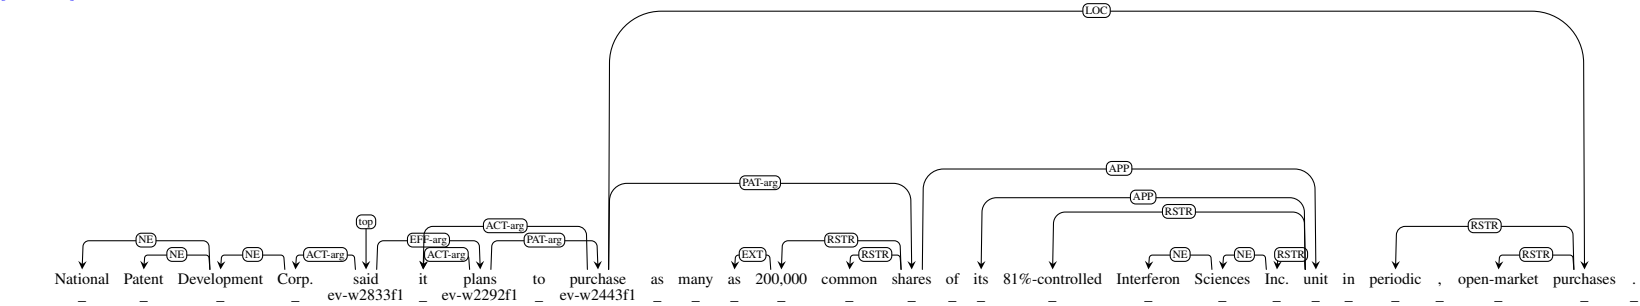 LOC
APP
PAT-arg
APP
RSTR
top
ACT-arg
RSTR
NE EFF-arg PAT-arg RSTR
NE NE ACT-arg ACT-arg EXT RSTR NE NE RSTR RSTR
National Patent Development Corp. said it plans to purchase as many as 200,000 common shares of its 81%-controlled Interferon Sciences Inc. unit in periodic , open-market purchases .
_ _ _ _ ev-w2833f1 _ ev-w2292f1 _ ev-w2443f1 _ _ _ _ _ _ _ _ _ _ _ _ _ _ _ _ _ _ _